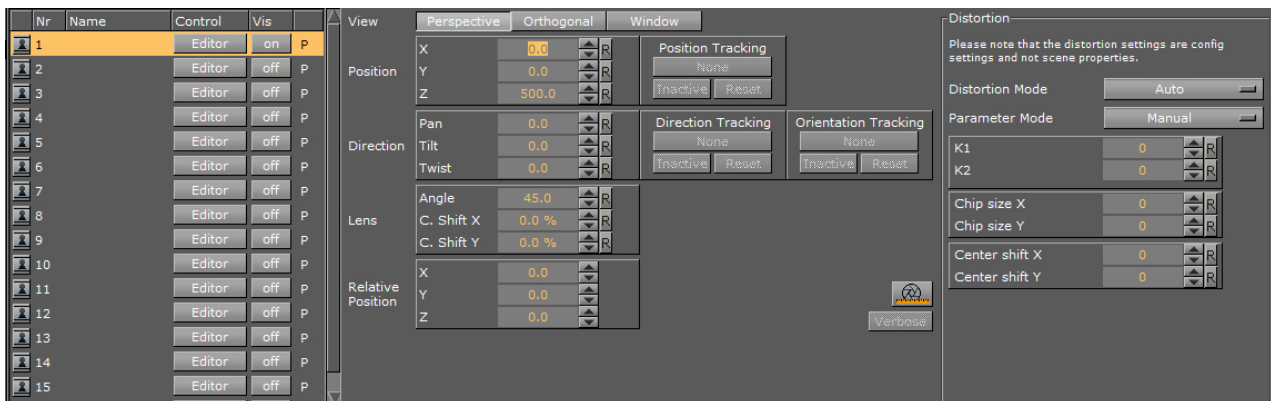 Nr Name Control Vis
1 Editor on P
2 Editor off P
3 Editor off P
4 Editor off P
5 Editor off P
6 Editor off P
7 Editor off P
8 Editor off P
9 Editor off P
10 Editor off P
11 Editor off P
12 Editor off P
13 Editor off P
14 Editor off P
15 Editor off P
View Perspective Orthogonal Window
Position
X 0.0 R
Y 0.0 R
Z 500.0 R
Position Tracking
None
Inactive Reset
Direction
Pan 0.0 R
Tilt 0.0 R
Twist 0.0 R
Direction Tracking
None
Inactive Reset
Orientation Tracking
None
Inactive Reset
Lens
Angle 45.0 R
C. Shift X 0.0 % R
C. Shift Y 0.0 % R
Relative
Position
X 0.0
Y 0.0
Z 0.0
Verbose
Distortion
Please note that the distortion settings are config
settings and not scene properties.
Distortion Mode Auto
Parameter Mode Manual
K1 0 R
K2 0 R
Chip size X 0 R
Chip size Y 0 R
Center shift X 0 R
Center shift Y 0 R